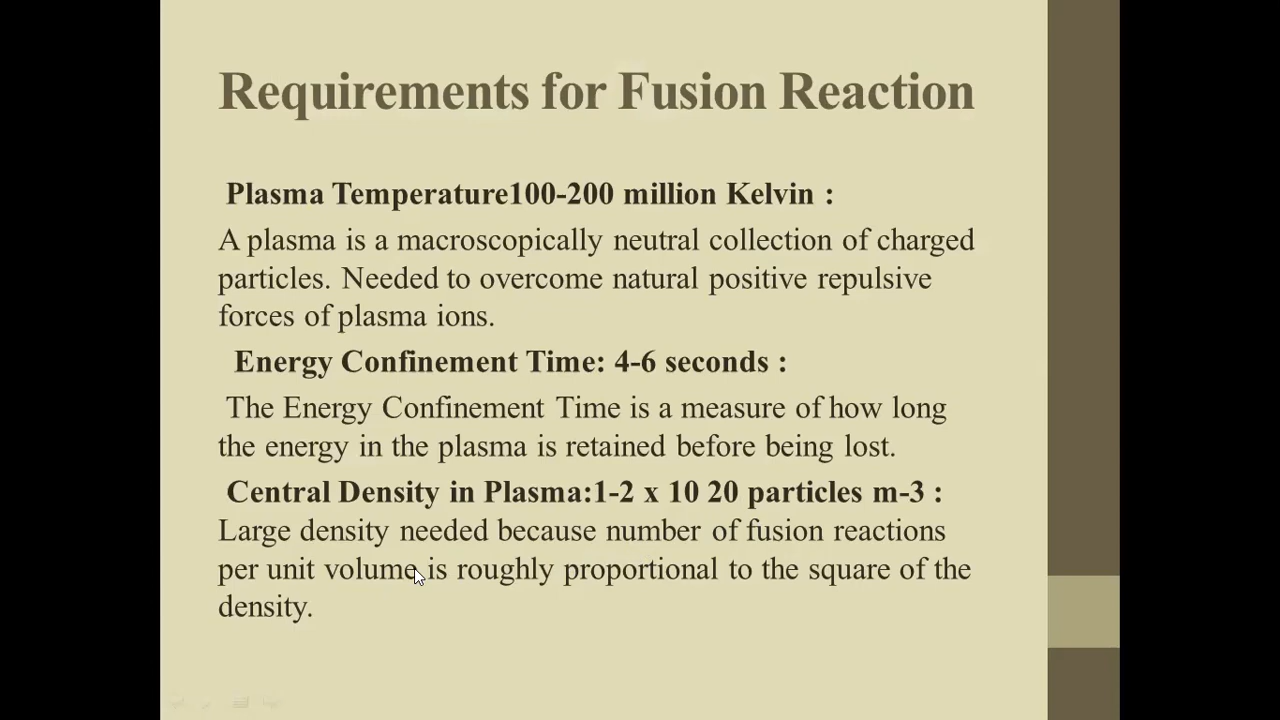 Requirements for Fusion Reaction
Plasma Temperature100-200 million Kelvin :
A plasma is a macroscopically neutral collection of charged
particles. Needed to overcome natural positive repulsive
forces of plasma ions.
Energy Confinement Time: 4-6 seconds :
The Energy Confinement Time is a measure of how long
the energy in the plasma is retained before being lost.
Central Density in Plasma:1-2 x 10 20 particles m-3 :
Large density needed because number of fusion reactions
per unit volume is roughly proportional to the square of the
density.